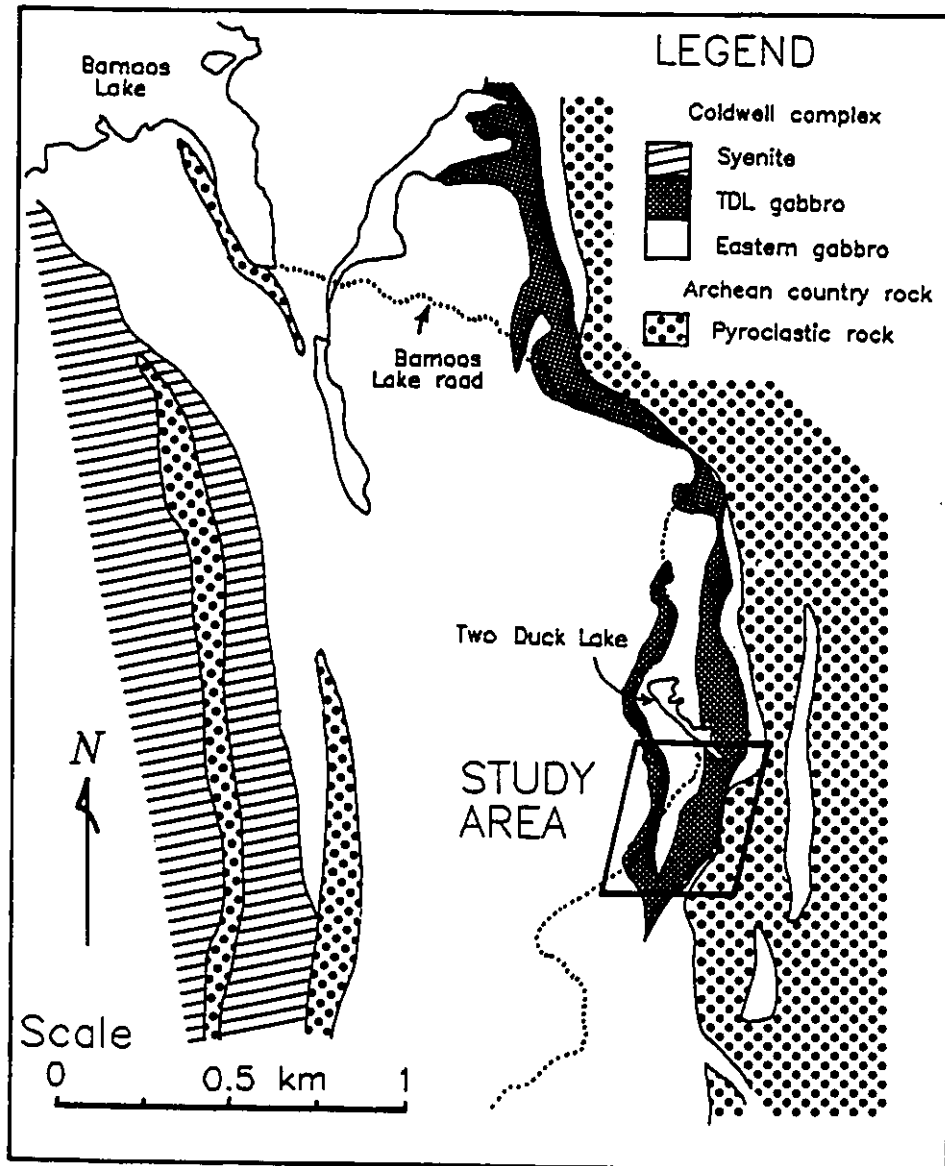 Bamaos
Lake
LEGEND
Coldwell complex
Syenite
TDL gabbro
Eastern gabbro
Archean country rock
Pyroclastic rock
Bamoos
Lake road
Two Duck Lake
N
STUDY
AREA
Scale
0 0.5 km 1